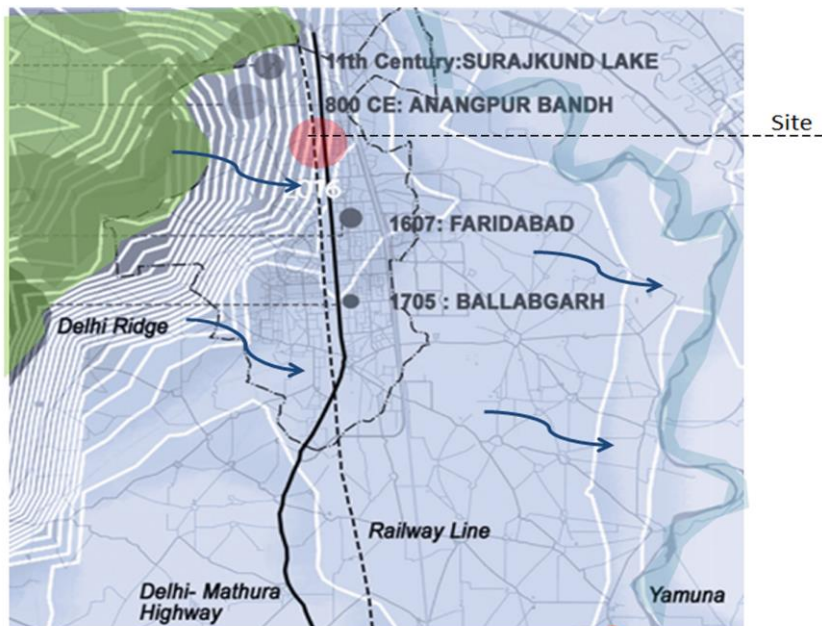 11th Century:SURAJKUND LAKE
800 CE: ANANGPUR BANDH
Site
2016
1607: FARIDABAD
1705 : BALLABGARH
Delhi Ridge
Railway Line
Delhi- Mathura
Highway
Yamuna